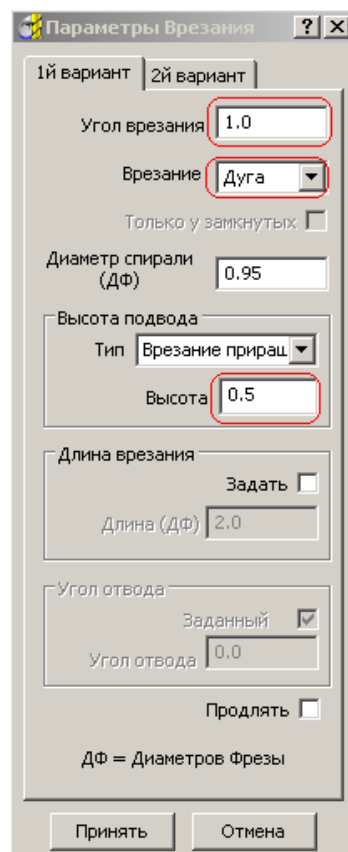 Параметры Врезания
1й вариант 2й вариант
Угол врезания 1.0
Врезание Дуга
Только у замкнутых
Диаметр спирали 0.95
(ДФ)
Высота подвода
Тип Врезание приращ
Высота 0.5
Длина врезания
Задать
Длина (ДФ) 2.0
Угол отвода
Заданный
Угол отвода 0.0
Продлять
ДФ = Диаметров Фрезы
Принять Отмена